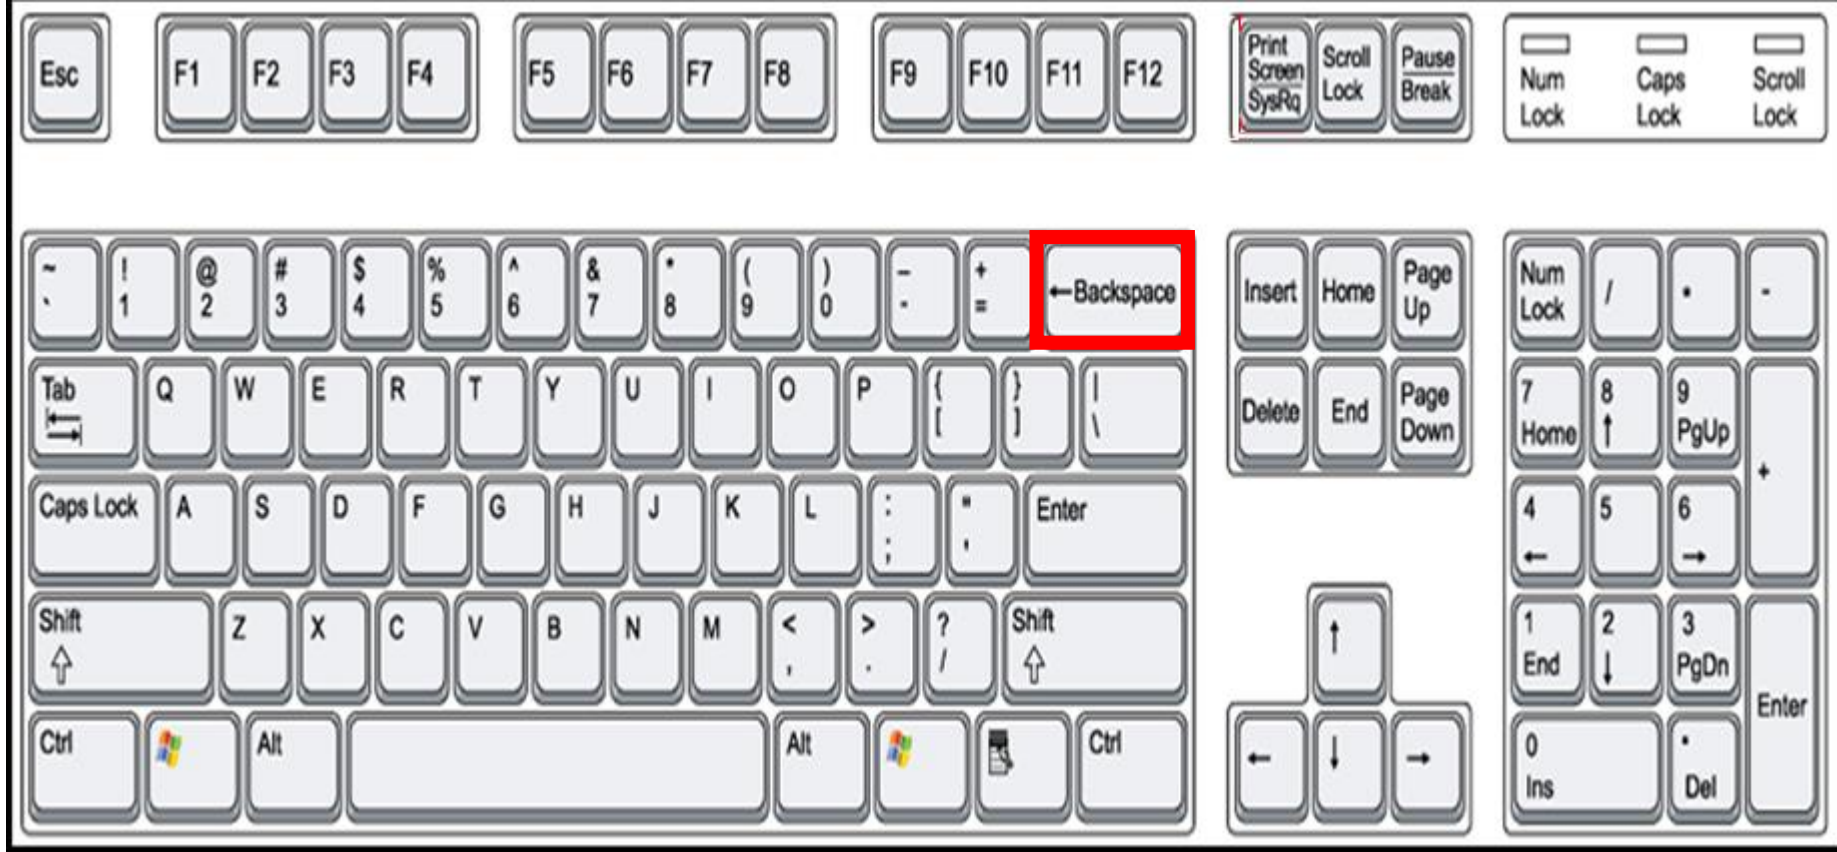 Esc F1 F2 F3 F4 F5 F6 F7 F8 F9 F10 F11 F12
Print
Screen
SysRq
Scroll
Lock
Pause
Break
Num
Lock
Caps
Lock
Scroll
Lock
~ ! @ # $ % ^ & * ( ) – +
` 1 2 3 4 5 6 7 8 9 0 - =
←Backspace
Insert Home Page
Up
Num
Lock
/ * -
Tab Q W E R T Y U I O P { } |
[ ] \
Delete End Page
Down
7
Home
8
↑
9
PgUp
+
Caps Lock A S D F G H J K L : " Enter
; '
4
←
5
6
→
Shift Z X C V B N M < > ? Shift
⇧ , . / ⇧
↑
1
End
2
↓
3
PgDn
Enter
Ctrl Alt Alt Ctrl
← ↓ →
0
Ins
.
Del